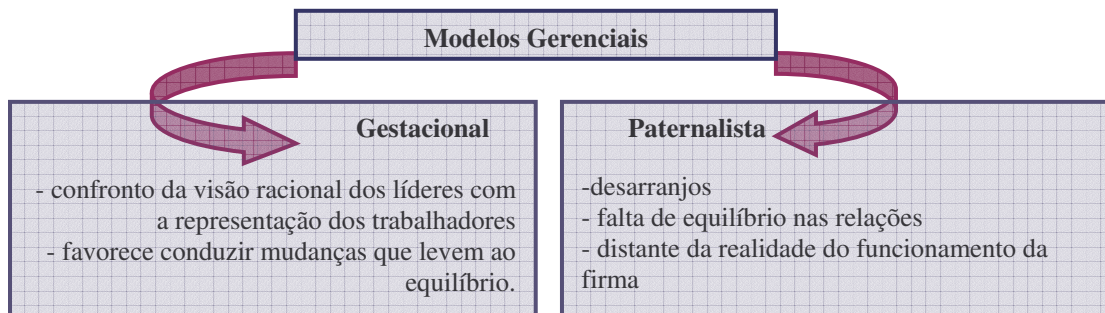 Modelos Gerenciais
Gestacional
- confronto da visão racional dos líderes com
a representação dos trabalhadores
- favorece conduzir mudanças que levem ao
equilíbrio.
Paternalista
-desarranjos
- falta de equilíbrio nas relações
- distante da realidade do funcionamento da
firma